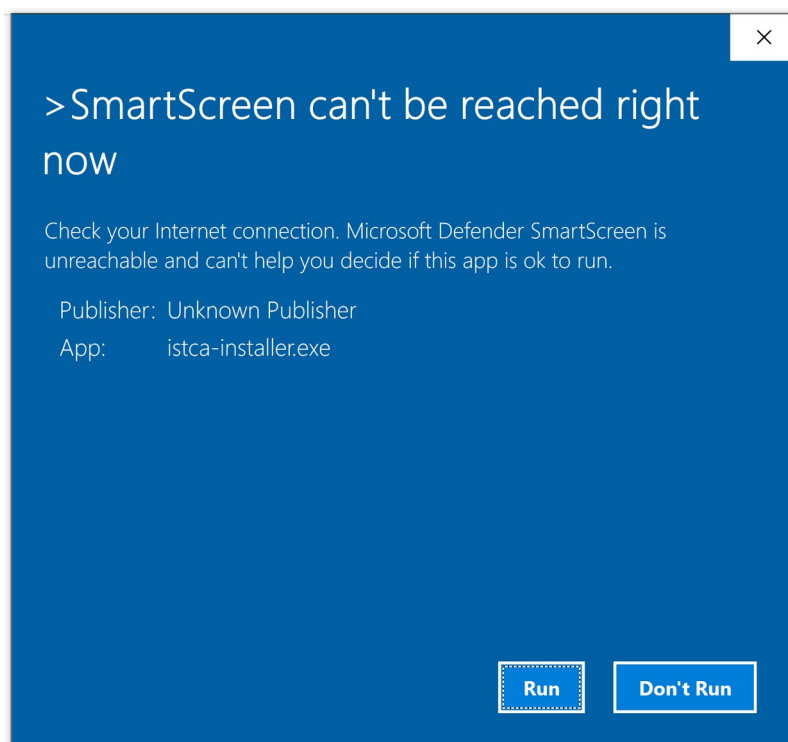 >SmartScreen can't be reached right
now
Check your Internet connection. Microsoft Defender SmartScreen is
unreachable and can't help you decide if this app is ok to run.
Publisher: Unknown Publisher
App: istca-installer.exe
Run Don't Run